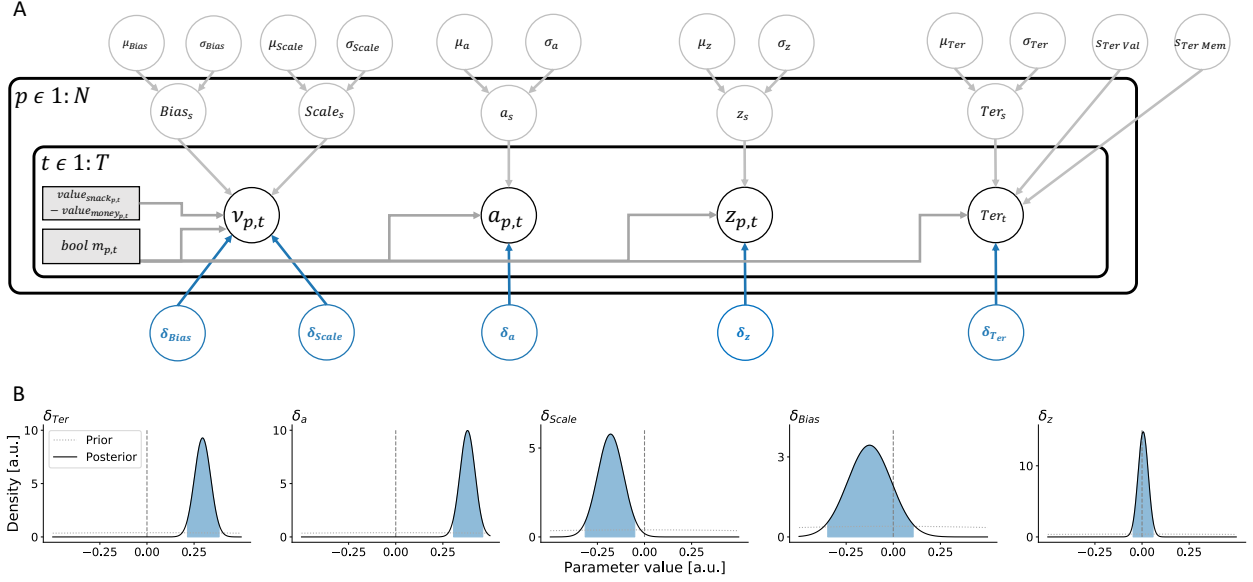 A
μ_Bias σ_Bias μ_Scale σ_Scale μ_a σ_a μ_z σ_z μ_Ter σ_Ter s_Ter Val s_Ter Mem
p ϵ 1: N
Bias_s Scale_s a_s z_s Ter_s
t ϵ 1: T
value_snack_p,t
− value_money_p,t
ν_p,t a_p,t z_p,t Ter_t
bool m_p,t
δ_Bias δ_Scale δ_a δ_z δ_Ter
B
δ_Ter δ_a δ_Scale δ_Bias δ_z
Density [a.u.]
10 5 0
Prior
Posterior
10 5 0
5 0
6 3 0
10 0
−0.25 0.00 0.25 −0.25 0.00 0.25 −0.25 0.00 0.25 −0.25 0.00 0.25 −0.25 0.00 0.25
Parameter value [a.u.]